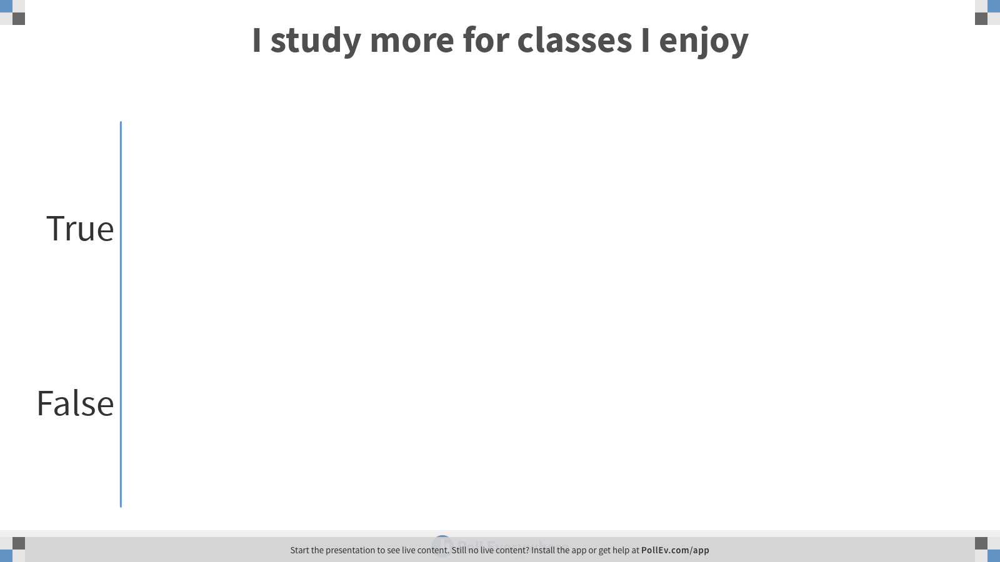 I study more for classes I enjoy
True
False
Start the presentation to see live content. Still no live content? Install the app or get help at PollEv.com/app